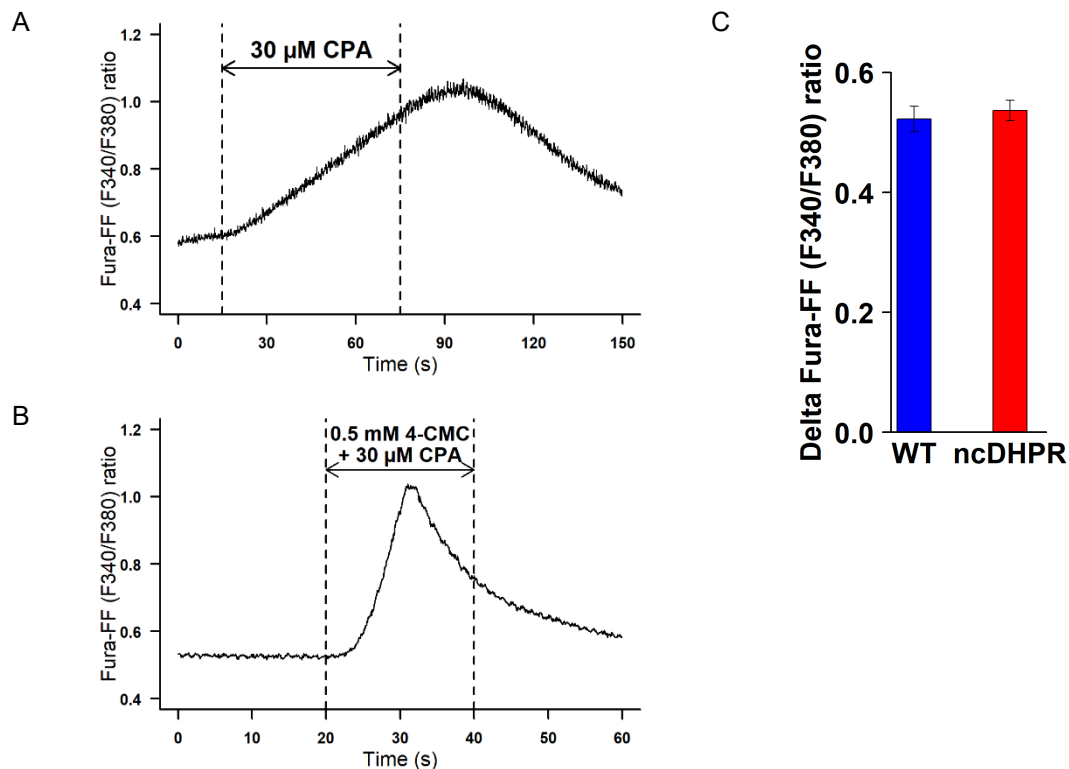 A
Fura-FF (F340/F380) ratio
1.2
1.0
0.8
0.6
0.4
30 µM CPA
0 30 60 90 120 150
Time (s)
B
Fura-FF (F340/F380) ratio
1.2
1.0
0.8
0.6
0.4
0.5 mM 4-CMC
+ 30 µM CPA
0 10 20 30 40 50 60
Time (s)
C
Delta Fura-FF (F340/F380) ratio
0.6
0.4
0.2
0.0
WT ncDHPR